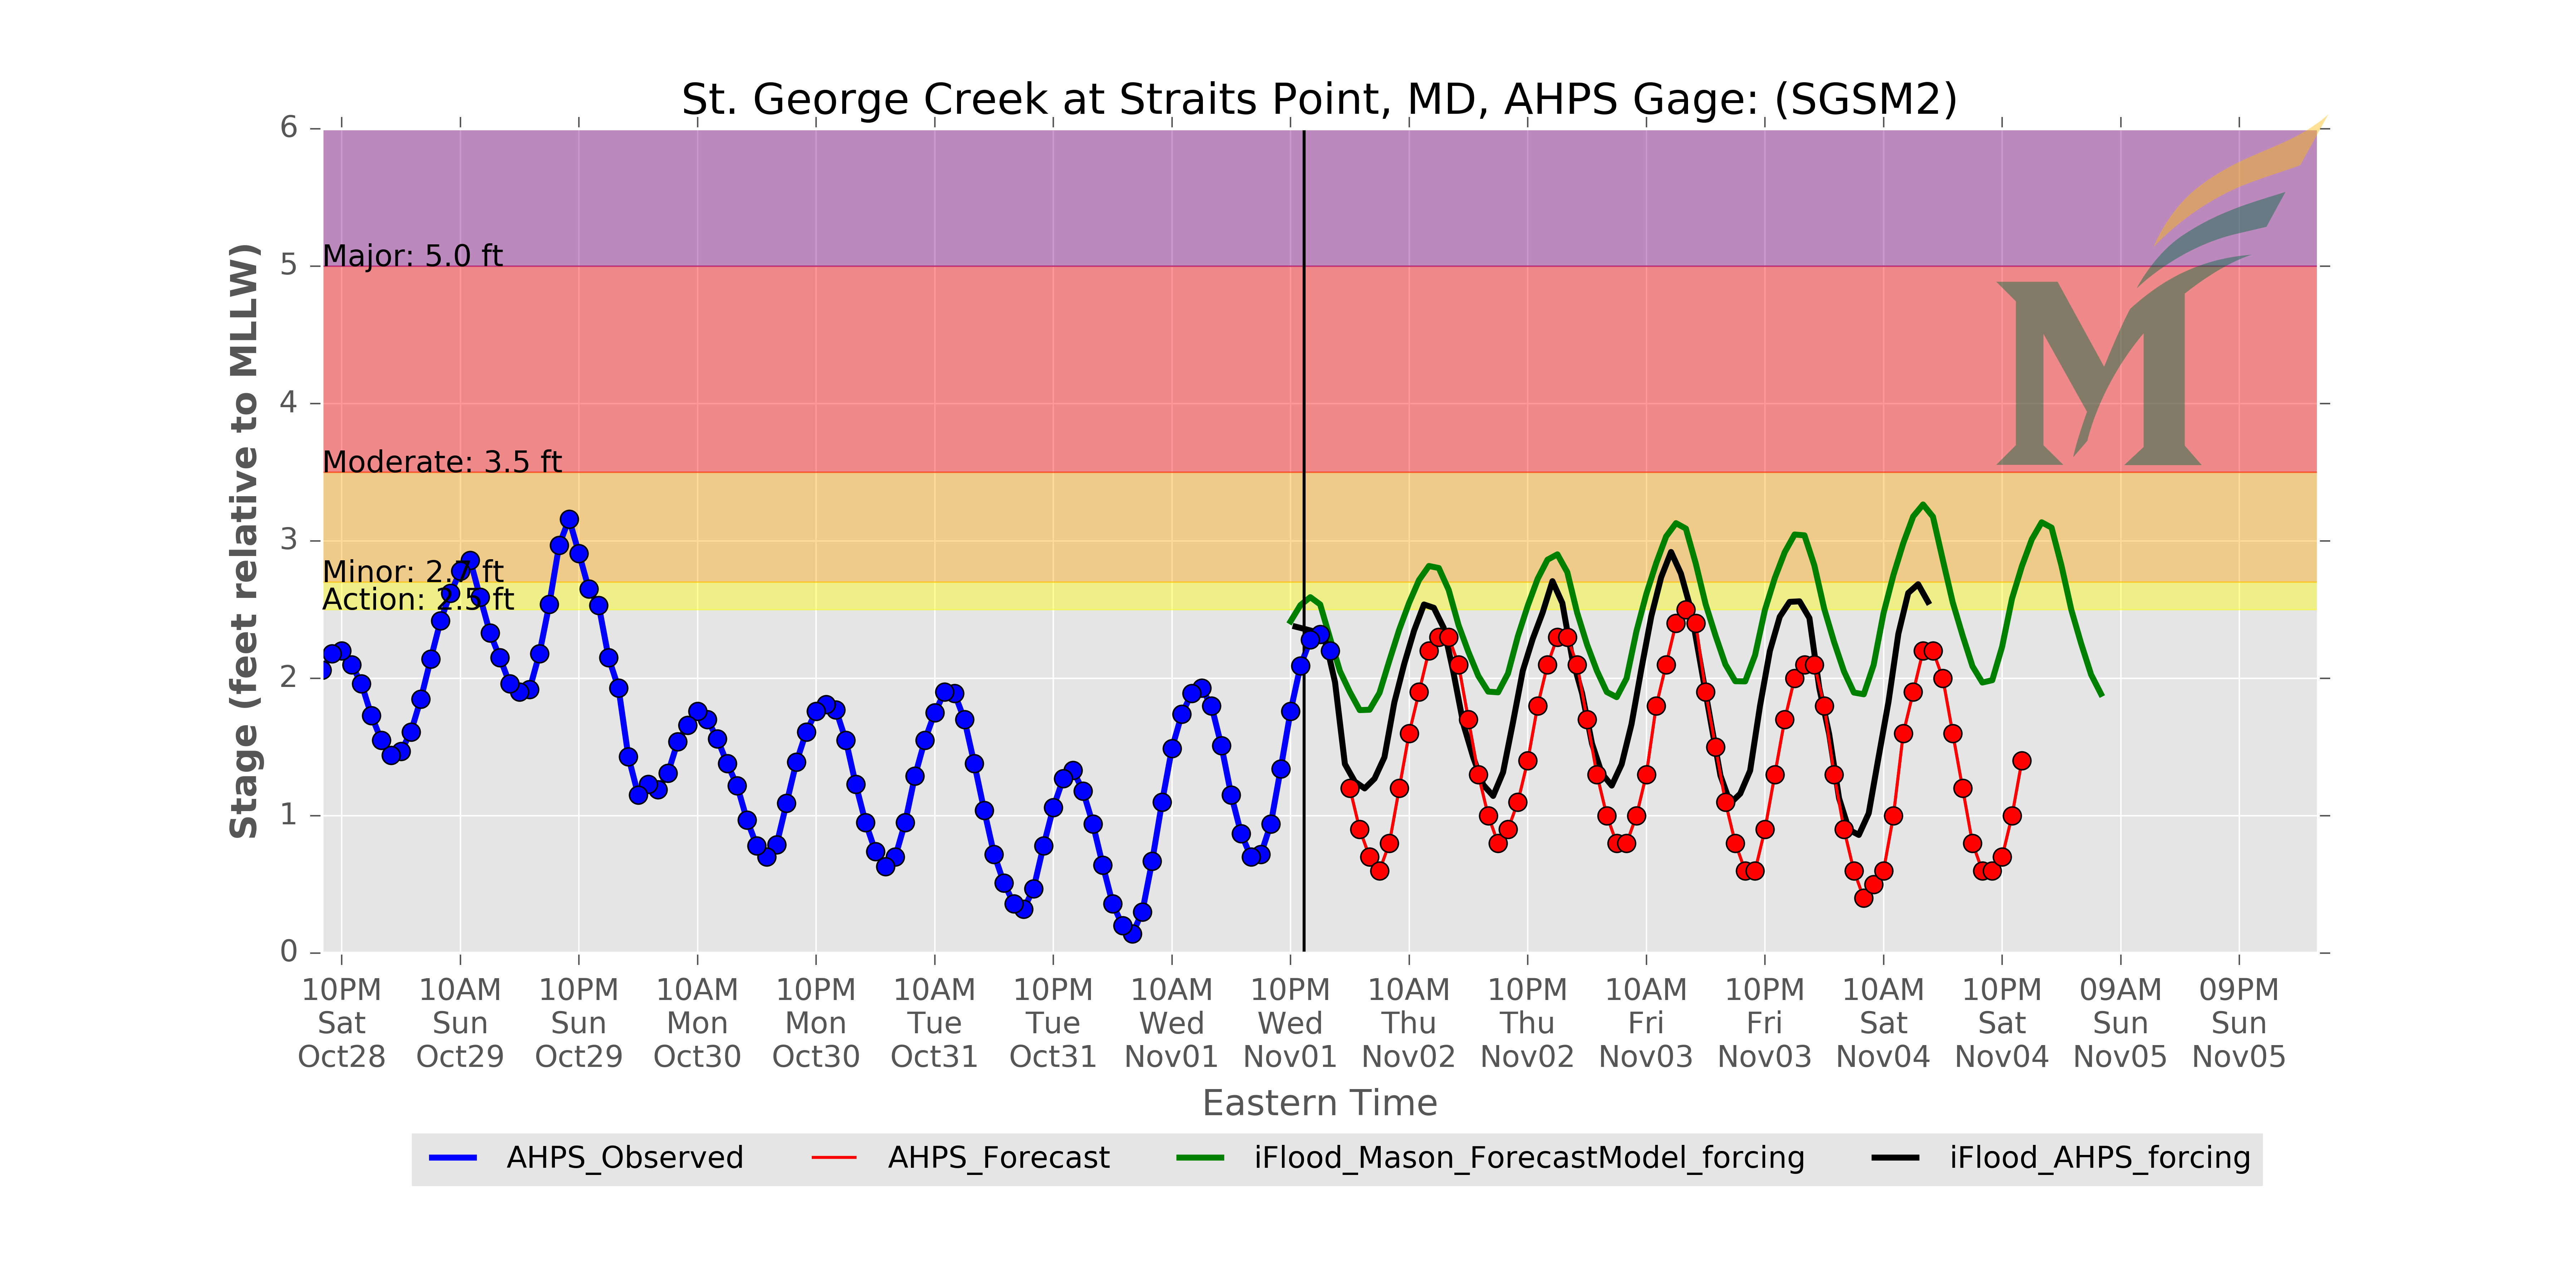 St. George Creek at Straits Point, MD, AHPS Gage: (SGSM2)
Stage (feet relative to MLLW)
6
5
4
3
2
1
0
Major: 5.0 ft
Moderate: 3.5 ft
Minor: 2.7 ft
Action: 2.5 ft
10PM 10AM 10PM 10AM 10PM 10AM 10PM 10AM 10PM 10AM 10PM 10AM 10PM 10AM 10PM 09AM 09PM
Sat Sun Sun Mon Mon Tue Tue Wed Wed Thu Thu Fri Fri Sat Sat Sun Sun
Oct28 Oct29 Oct29 Oct30 Oct30 Oct31 Oct31 Nov01 Nov01 Nov02 Nov02 Nov03 Nov03 Nov04 Nov04 Nov05 Nov05
Eastern Time
AHPS_Observed AHPS_Forecast iFlood_Mason_ForecastModel_forcing iFlood_AHPS_forcing
M